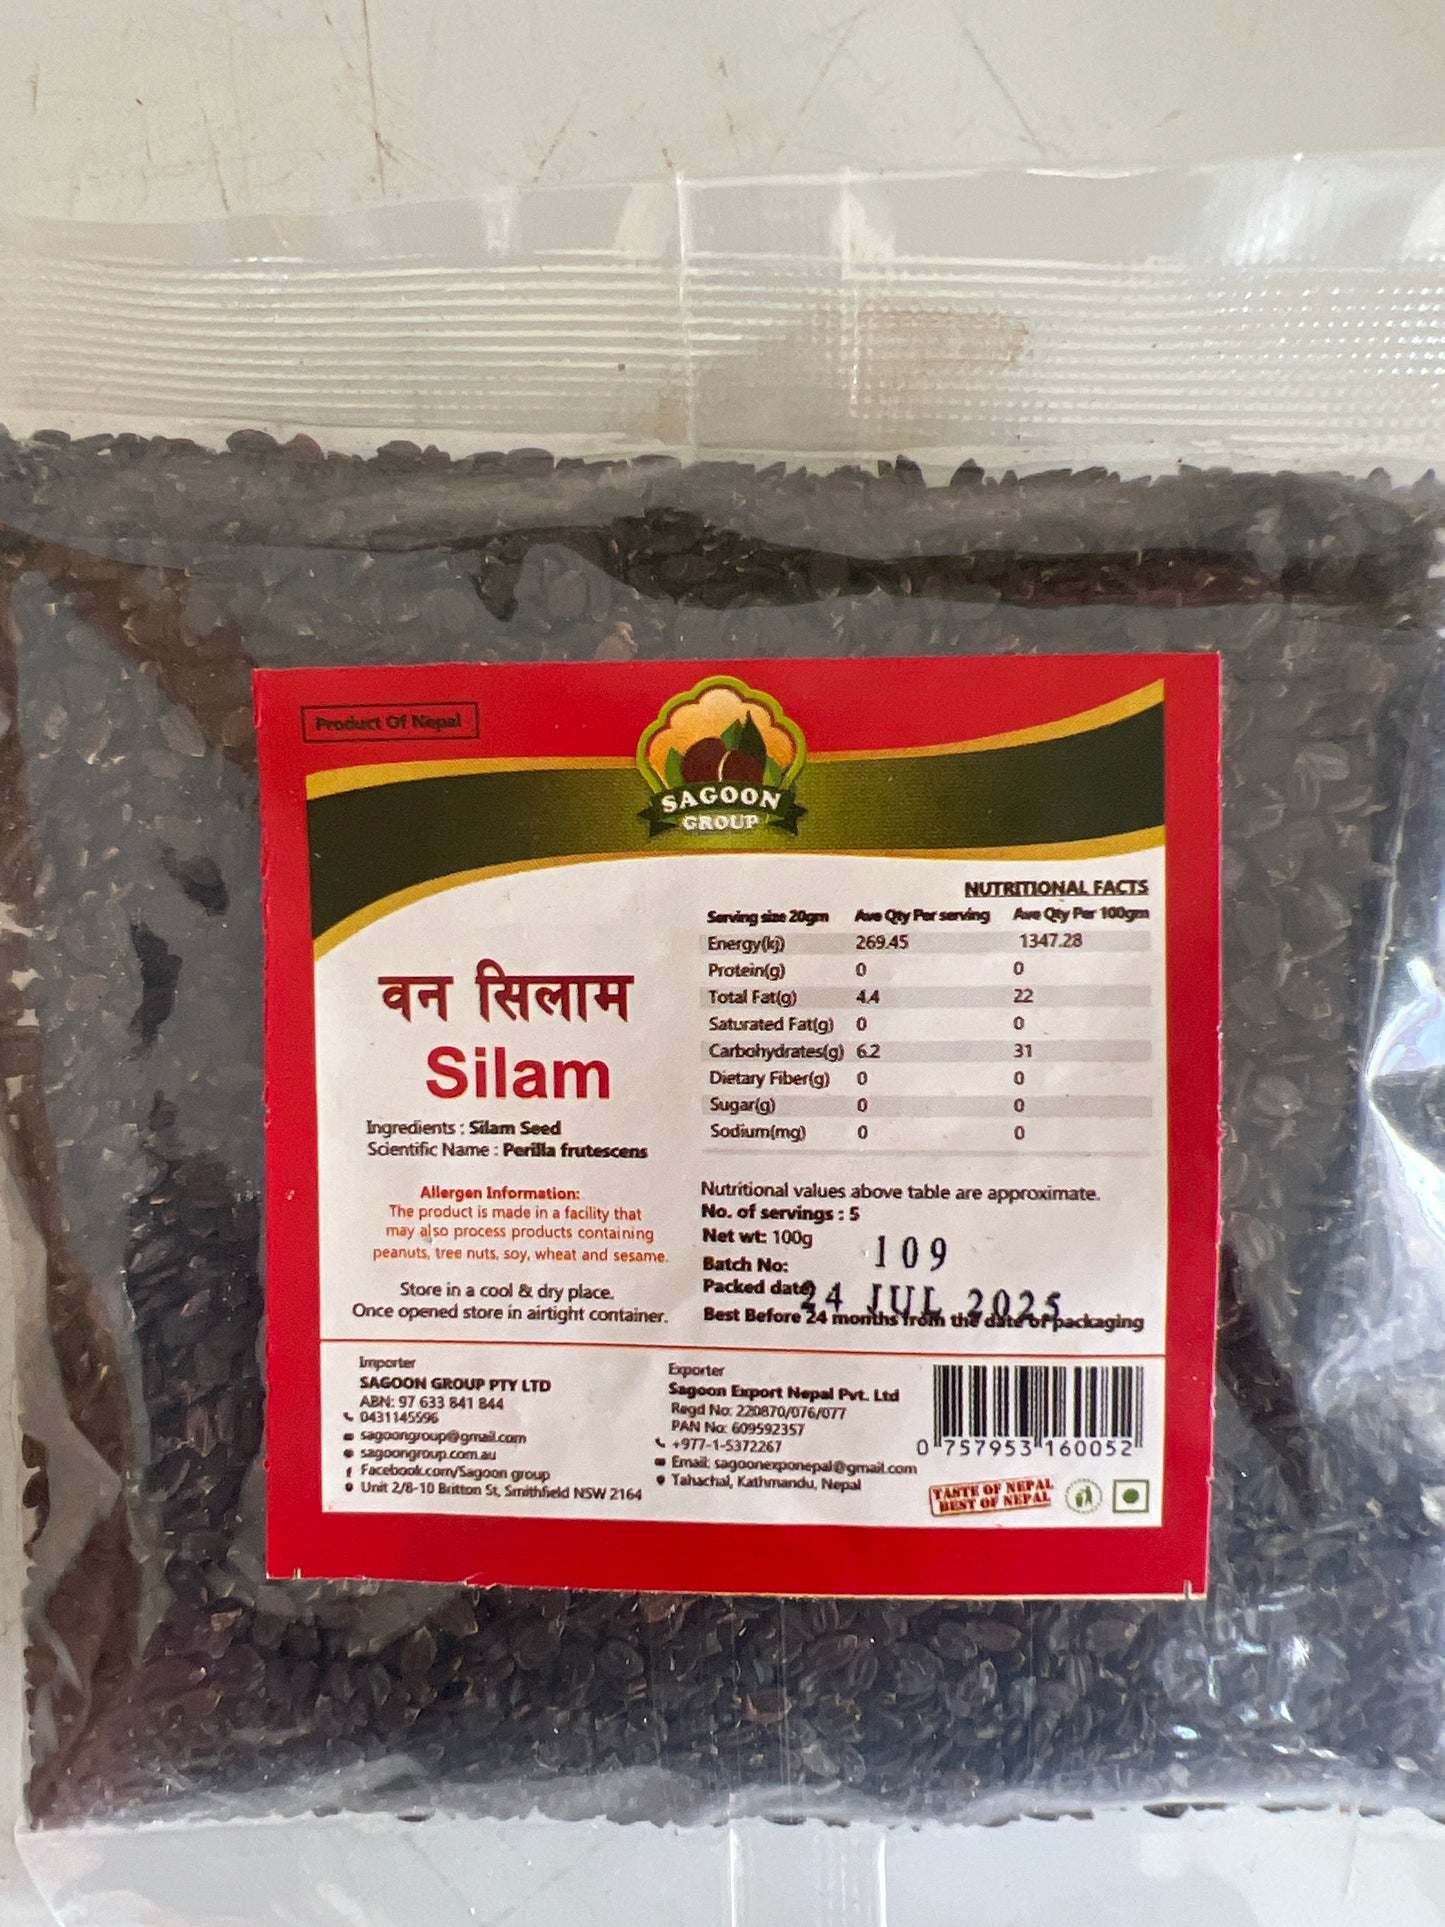 Product Of Nepal
SAGOON
GROUP
वन सिलाम
Silam
Ingredients : Silam Seed
Scientific Name : Perilla frutescens
Allergen Information:
The product is made in a facility that
may also process products containing
peanuts, tree nuts, soy, wheat and sesame.
Store in a cool & dry place.
Once opened store in airtight container.
NUTRITIONAL FACTS
Serving size 20gm Ave Qty Per serving Ave Qty Per 100gm
Energy(kj) 269.45 1347.28
Protein(g) 0 0
Total Fat(g) 4.4 22
Saturated Fat(g) 0 0
Carbohydrates(g) 6.2 31
Dietary Fiber(g) 0 0
Sugar(g) 0 0
Sodium(mg) 0 0
Nutritional values above table are approximate.
No. of servings : 5
Net wt: 100g
Batch No: 109
Packed date: 24 JUL 2025
Best Before 24 months from the date of packaging
Importer
SAGOON GROUP PTY LTD
ABN: 97 633 841 844
0431145596
sagoongroup@gmail.com
sagoongroup.com.au
Facebook.com/Sagoon group
Unit 2/8-10 Britton St, Smithfield NSW 2164
Exporter
Sagoon Export Nepal Pvt. Ltd
Regd No: 220870/076/077
PAN No: 609592357
+977-1-5372267
Email: sagoonexponepal@gmail.com
Tahachal, Kathmandu, Nepal
0 757953 160052
TASTE OF NEPAL
BEST OF NEPAL